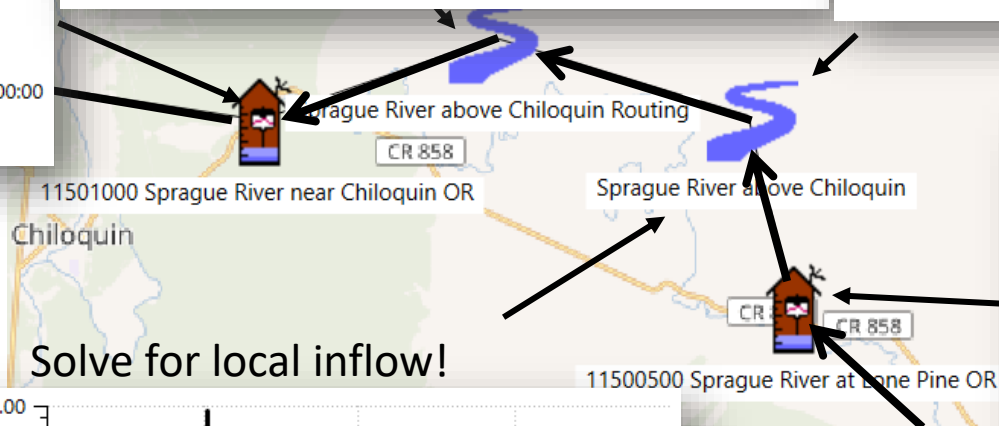 00:00
Sprague River above Chiloquin Routing
CR 858
11501000 Sprague River near Chiloquin OR
Sprague River above Chiloquin
Chiloquin
CR
CR 858
Solve for local inflow!
11500500 Sprague River at Lone Pine OR
.00